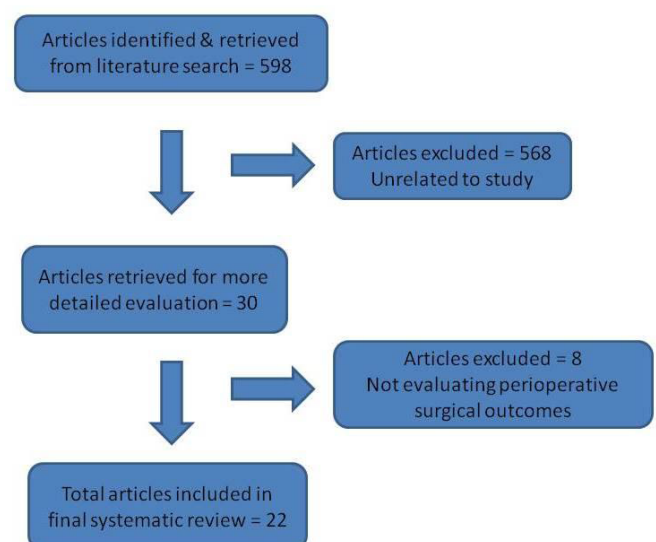 Articles identified & retrieved
from literature search = 598
Articles excluded = 568
Unrelated to study
Articles retrieved for more
detailed evaluation = 30
Articles excluded = 8
Not evaluating perioperative
surgical outcomes
Total articles included in
final systematic review = 22